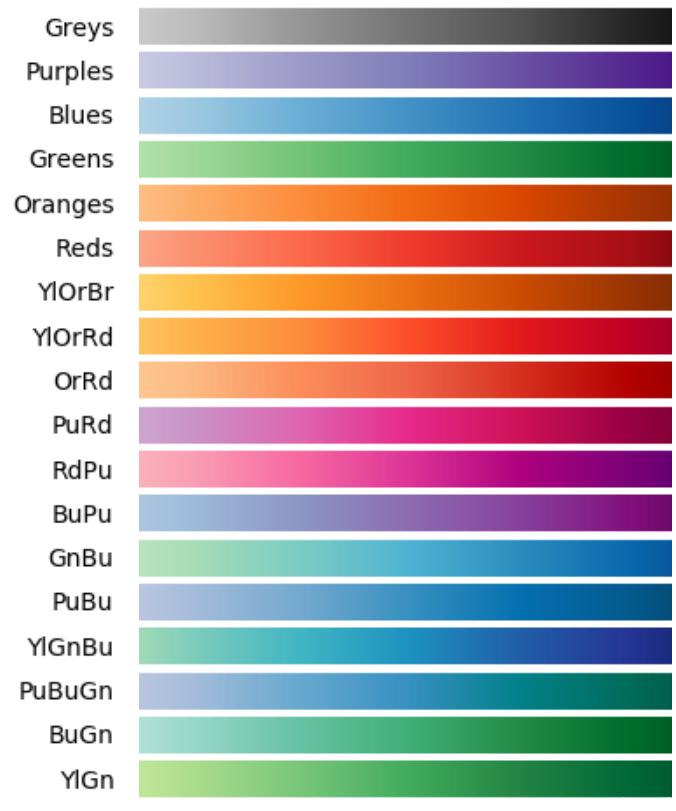 Greys
Purples
Blues
Greens
Oranges
Reds
YlOrBr
YlOrRd
OrRd
PuRd
RdPu
BuPu
GnBu
PuBu
YlGnBu
PuBuGn
BuGn
YlGn